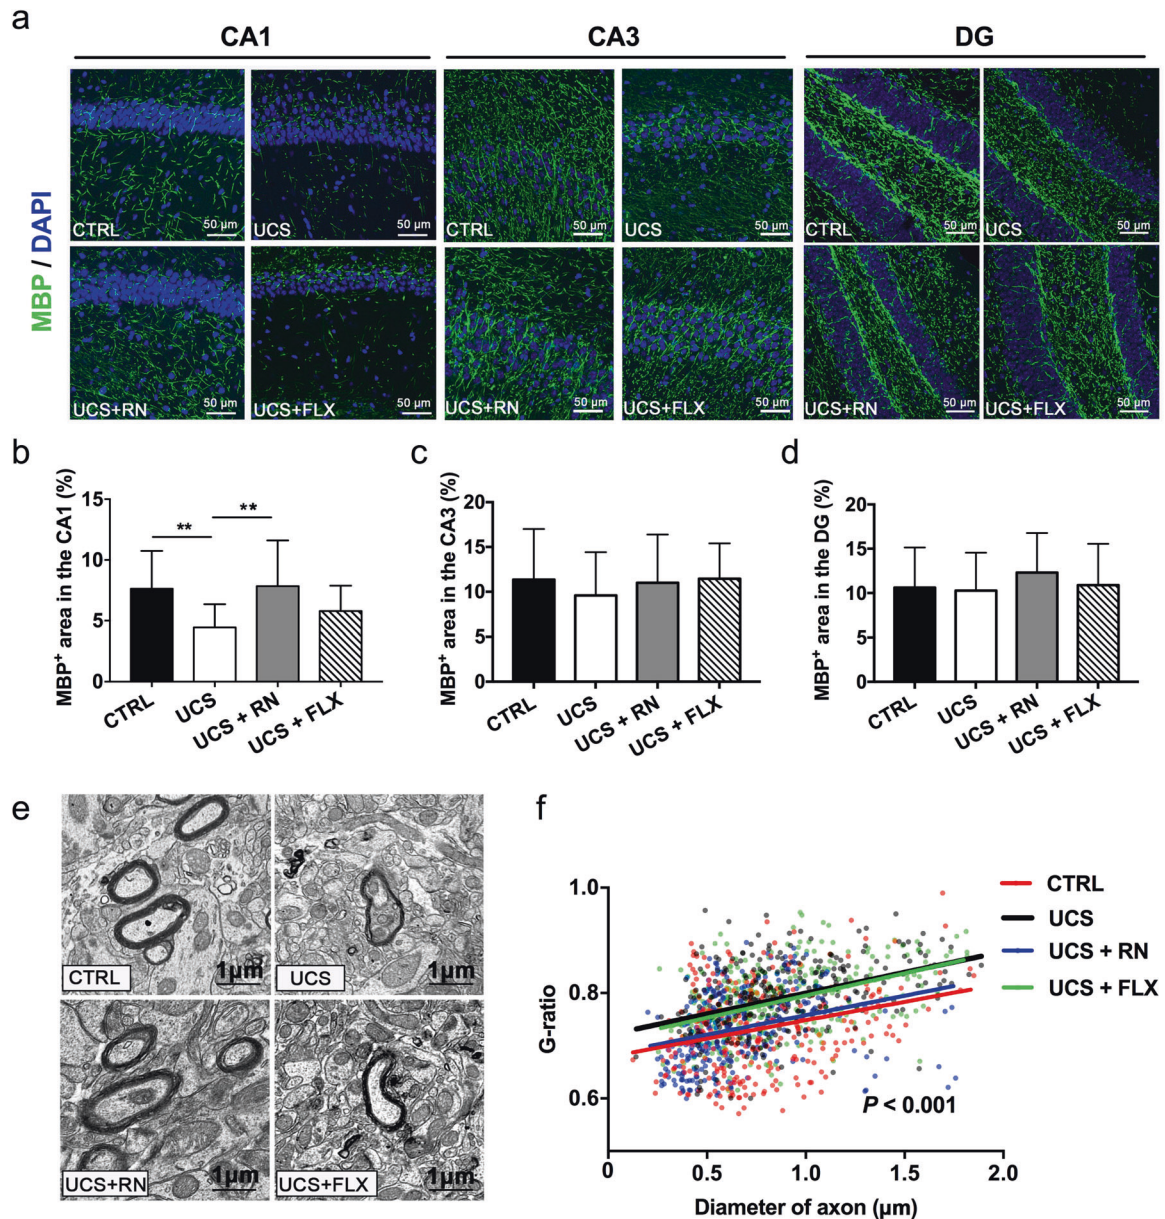 a
CA1 CA3 DG
MBP / DAPI
CTRL 50 µm UCS 50 µm CTRL 50 µm UCS 50 µm CTRL 50 µm UCS 50 µm
UCS+RN 50 µm UCS+FLX 50 µm UCS+RN 50 µm UCS+FLX 50 µm UCS+RN 50 µm UCS+FLX 50 µm
b
MBP+ area in the CA1 (%)
15
10
5
0
** **
CTRL UCS UCS + RN UCS + FLX
c
MBP+ area in the CA3 (%)
20
15
10
5
0
CTRL UCS UCS + RN UCS + FLX
d
MBP+ area in the DG (%)
20
15
10
5
0
CTRL UCS UCS + RN UCS + FLX
e
CTRL 1µm UCS 1µm
UCS+RN 1µm UCS+FLX 1µm
f
G-ratio
1.0
0.8
0.6
CTRL
UCS
UCS + RN
UCS + FLX
P < 0.001
0 0.5 1.0 1.5 2.0
Diameter of axon (µm)